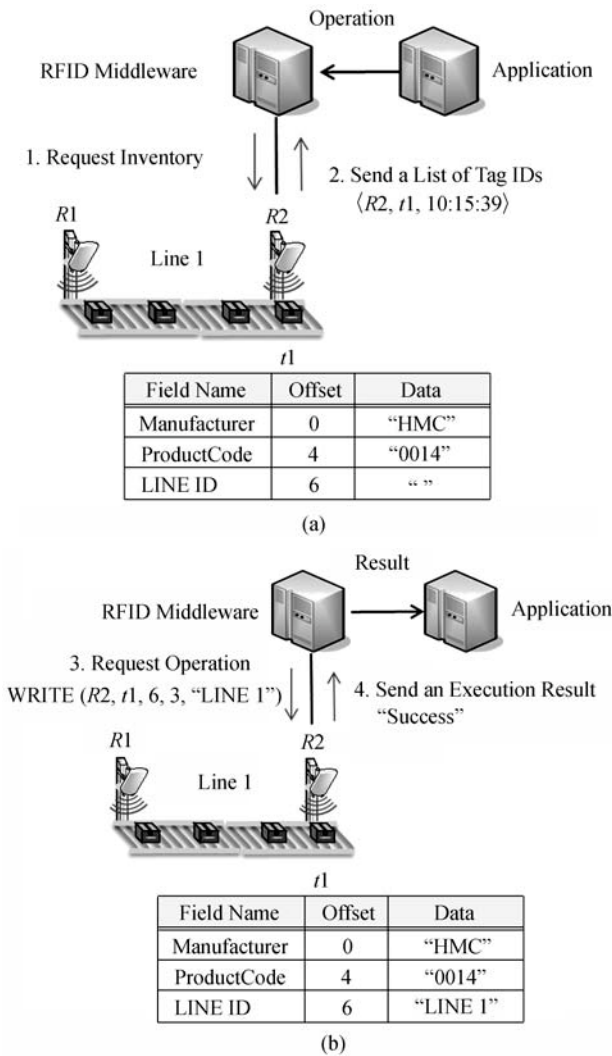 Operation
RFID Middleware
Application
1. Request Inventory
2. Send a List of Tag IDs
⟨R2, t1, 10:15:39⟩
R1
R2
Line 1
t1
Field Name Offset Data
Manufacturer 0 “HMC”
ProductCode 4 “0014”
LINE ID 6 “ ”
(a)
Result
RFID Middleware
Application
3. Request Operation
WRITE (R2, t1, 6, 3, “LINE 1”)
4. Send an Execution Result
“Success”
R1
R2
Line 1
t1
Field Name Offset Data
Manufacturer 0 “HMC”
ProductCode 4 “0014”
LINE ID 6 “LINE 1”
(b)